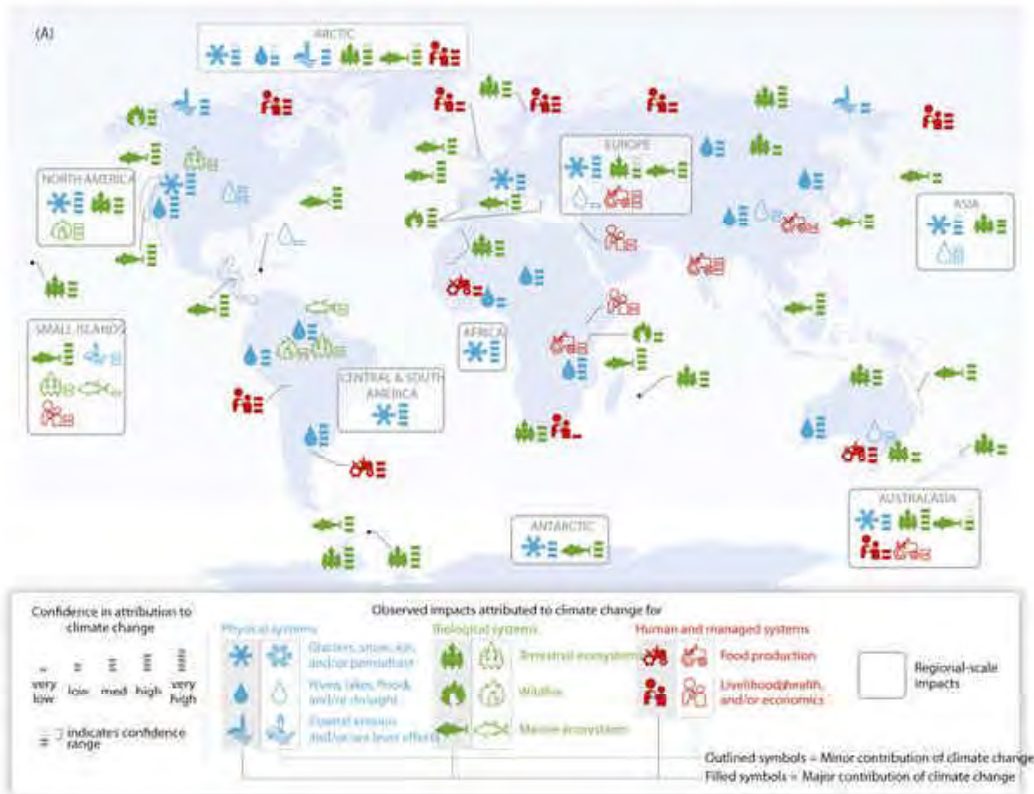 (A)
ARCTIC
NORTH AMERICA
EUROPE
ASIA
SMALL ISLANDS
AFRICA
CENTRAL & SOUTH
AMERICA
ANTARCTIC
AUSTRALASIA
Confidence in attribution to
climate change
very
low
low
med
high
very
high
indicates confidence
range
Observed impacts attributed to climate change for
Physical systems
Glaciers, snow, ice,
and/or permafrost
Rivers, lakes, floods,
and/or drought
Coastal erosion
and/or sea level effects
Biological systems
Terrestrial ecosystems
Wildfire
Marine ecosystems
Human and managed systems
Food production
Livelihoods, health,
and/or economics
Regional-scale
impacts
Outlined symbols = Minor contribution of climate change
Filled symbols = Major contribution of climate change